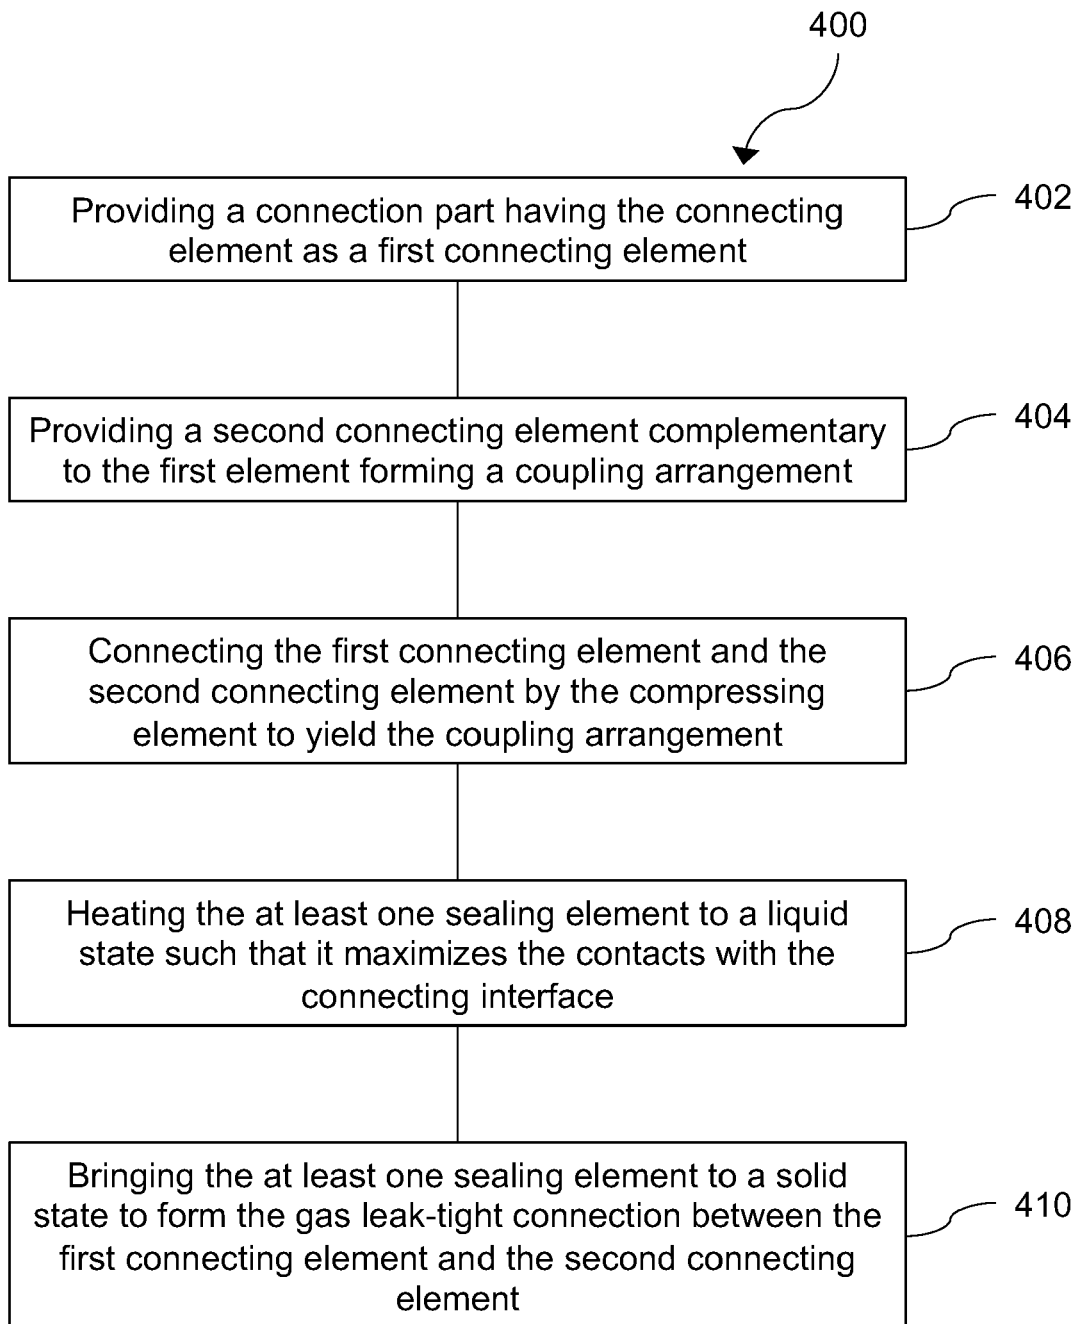 400
Providing a connection part having the connecting
element as a first connecting element
402
Providing a second connecting element complementary
to the first element forming a coupling arrangement
404
Connecting the first connecting element and the
second connecting element by the compressing
element to yield the coupling arrangement
406
Heating the at least one sealing element to a liquid
state such that it maximizes the contacts with the
connecting interface
408
Bringing the at least one sealing element to a solid
state to form the gas leak-tight connection between the
first connecting element and the second connecting
element
410